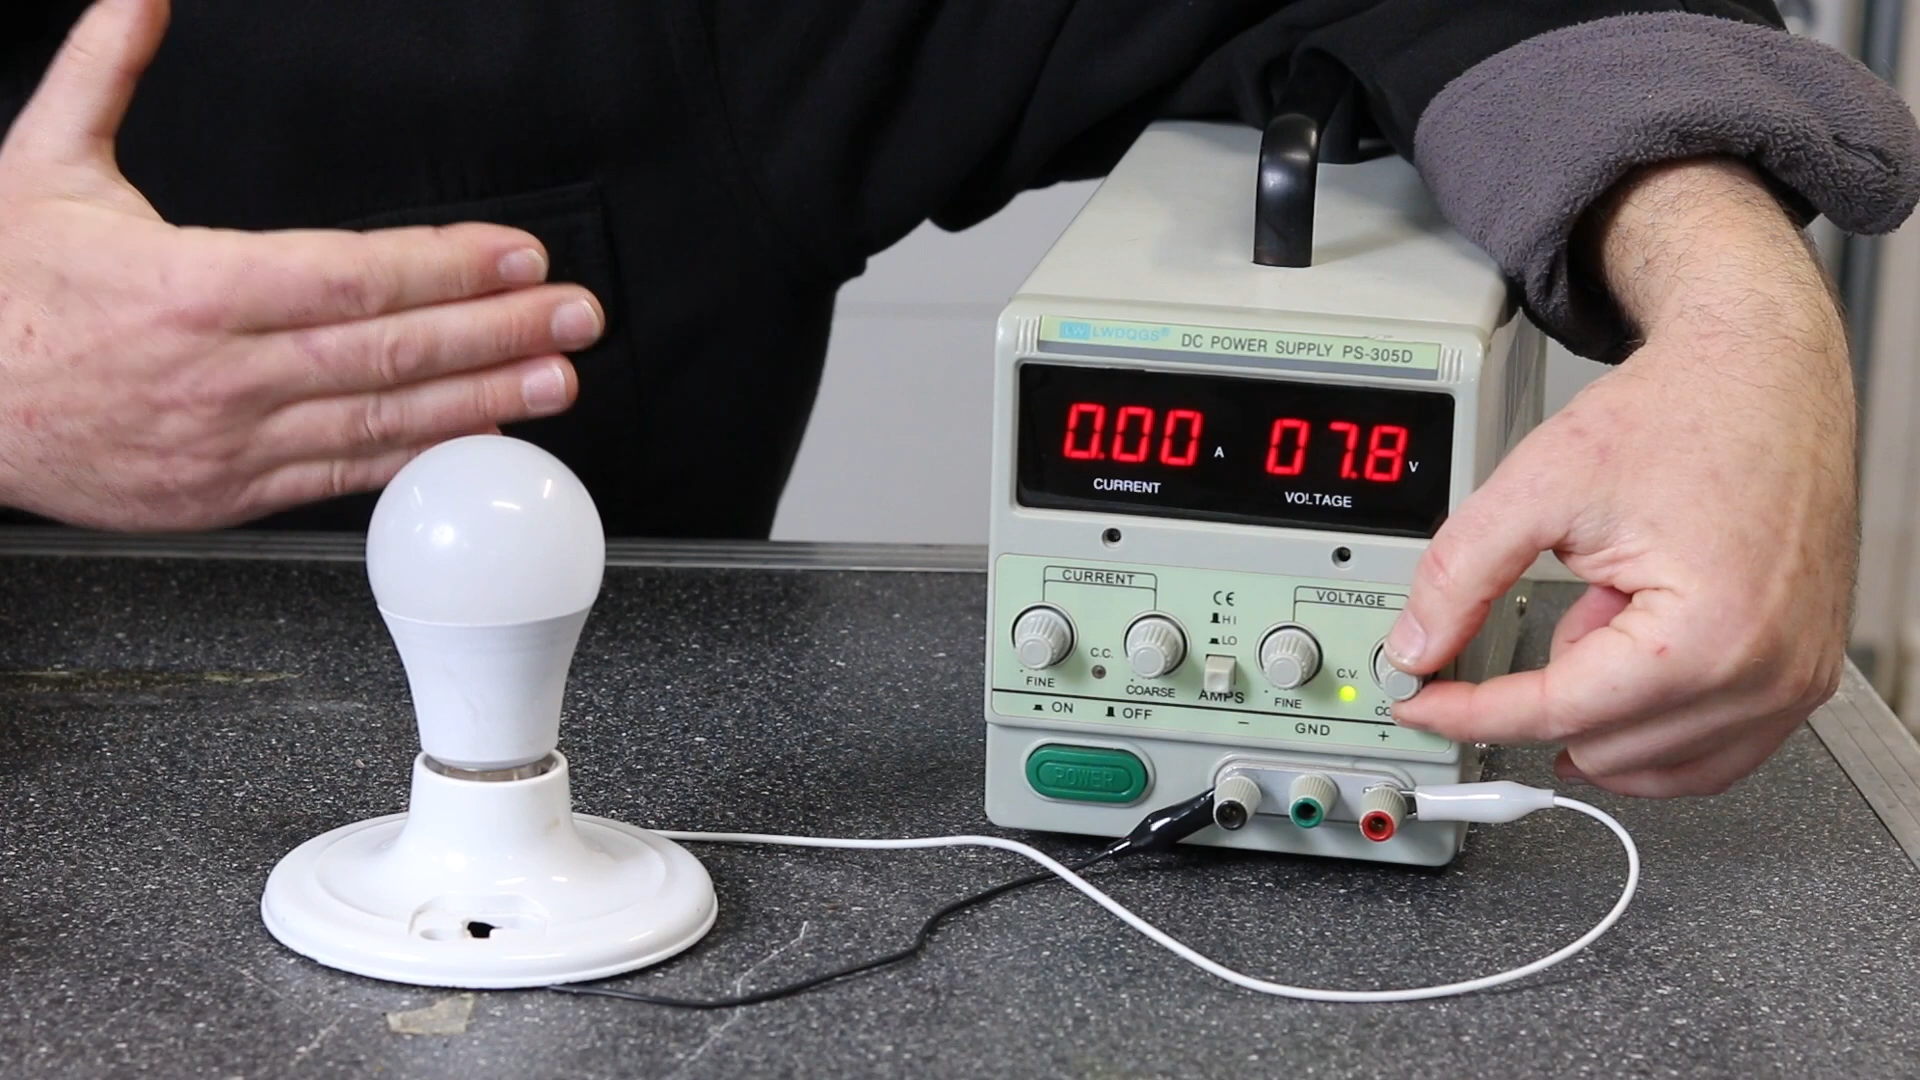 LW LWDQGS® DC POWER SUPPLY PS-305D
0.00 A 07.8 V
CURRENT VOLTAGE
CURRENT CE VOLTAGE
HI
LO
C.C. C.V.
FINE COARSE AMPS FINE
ON OFF − GND +
POWER